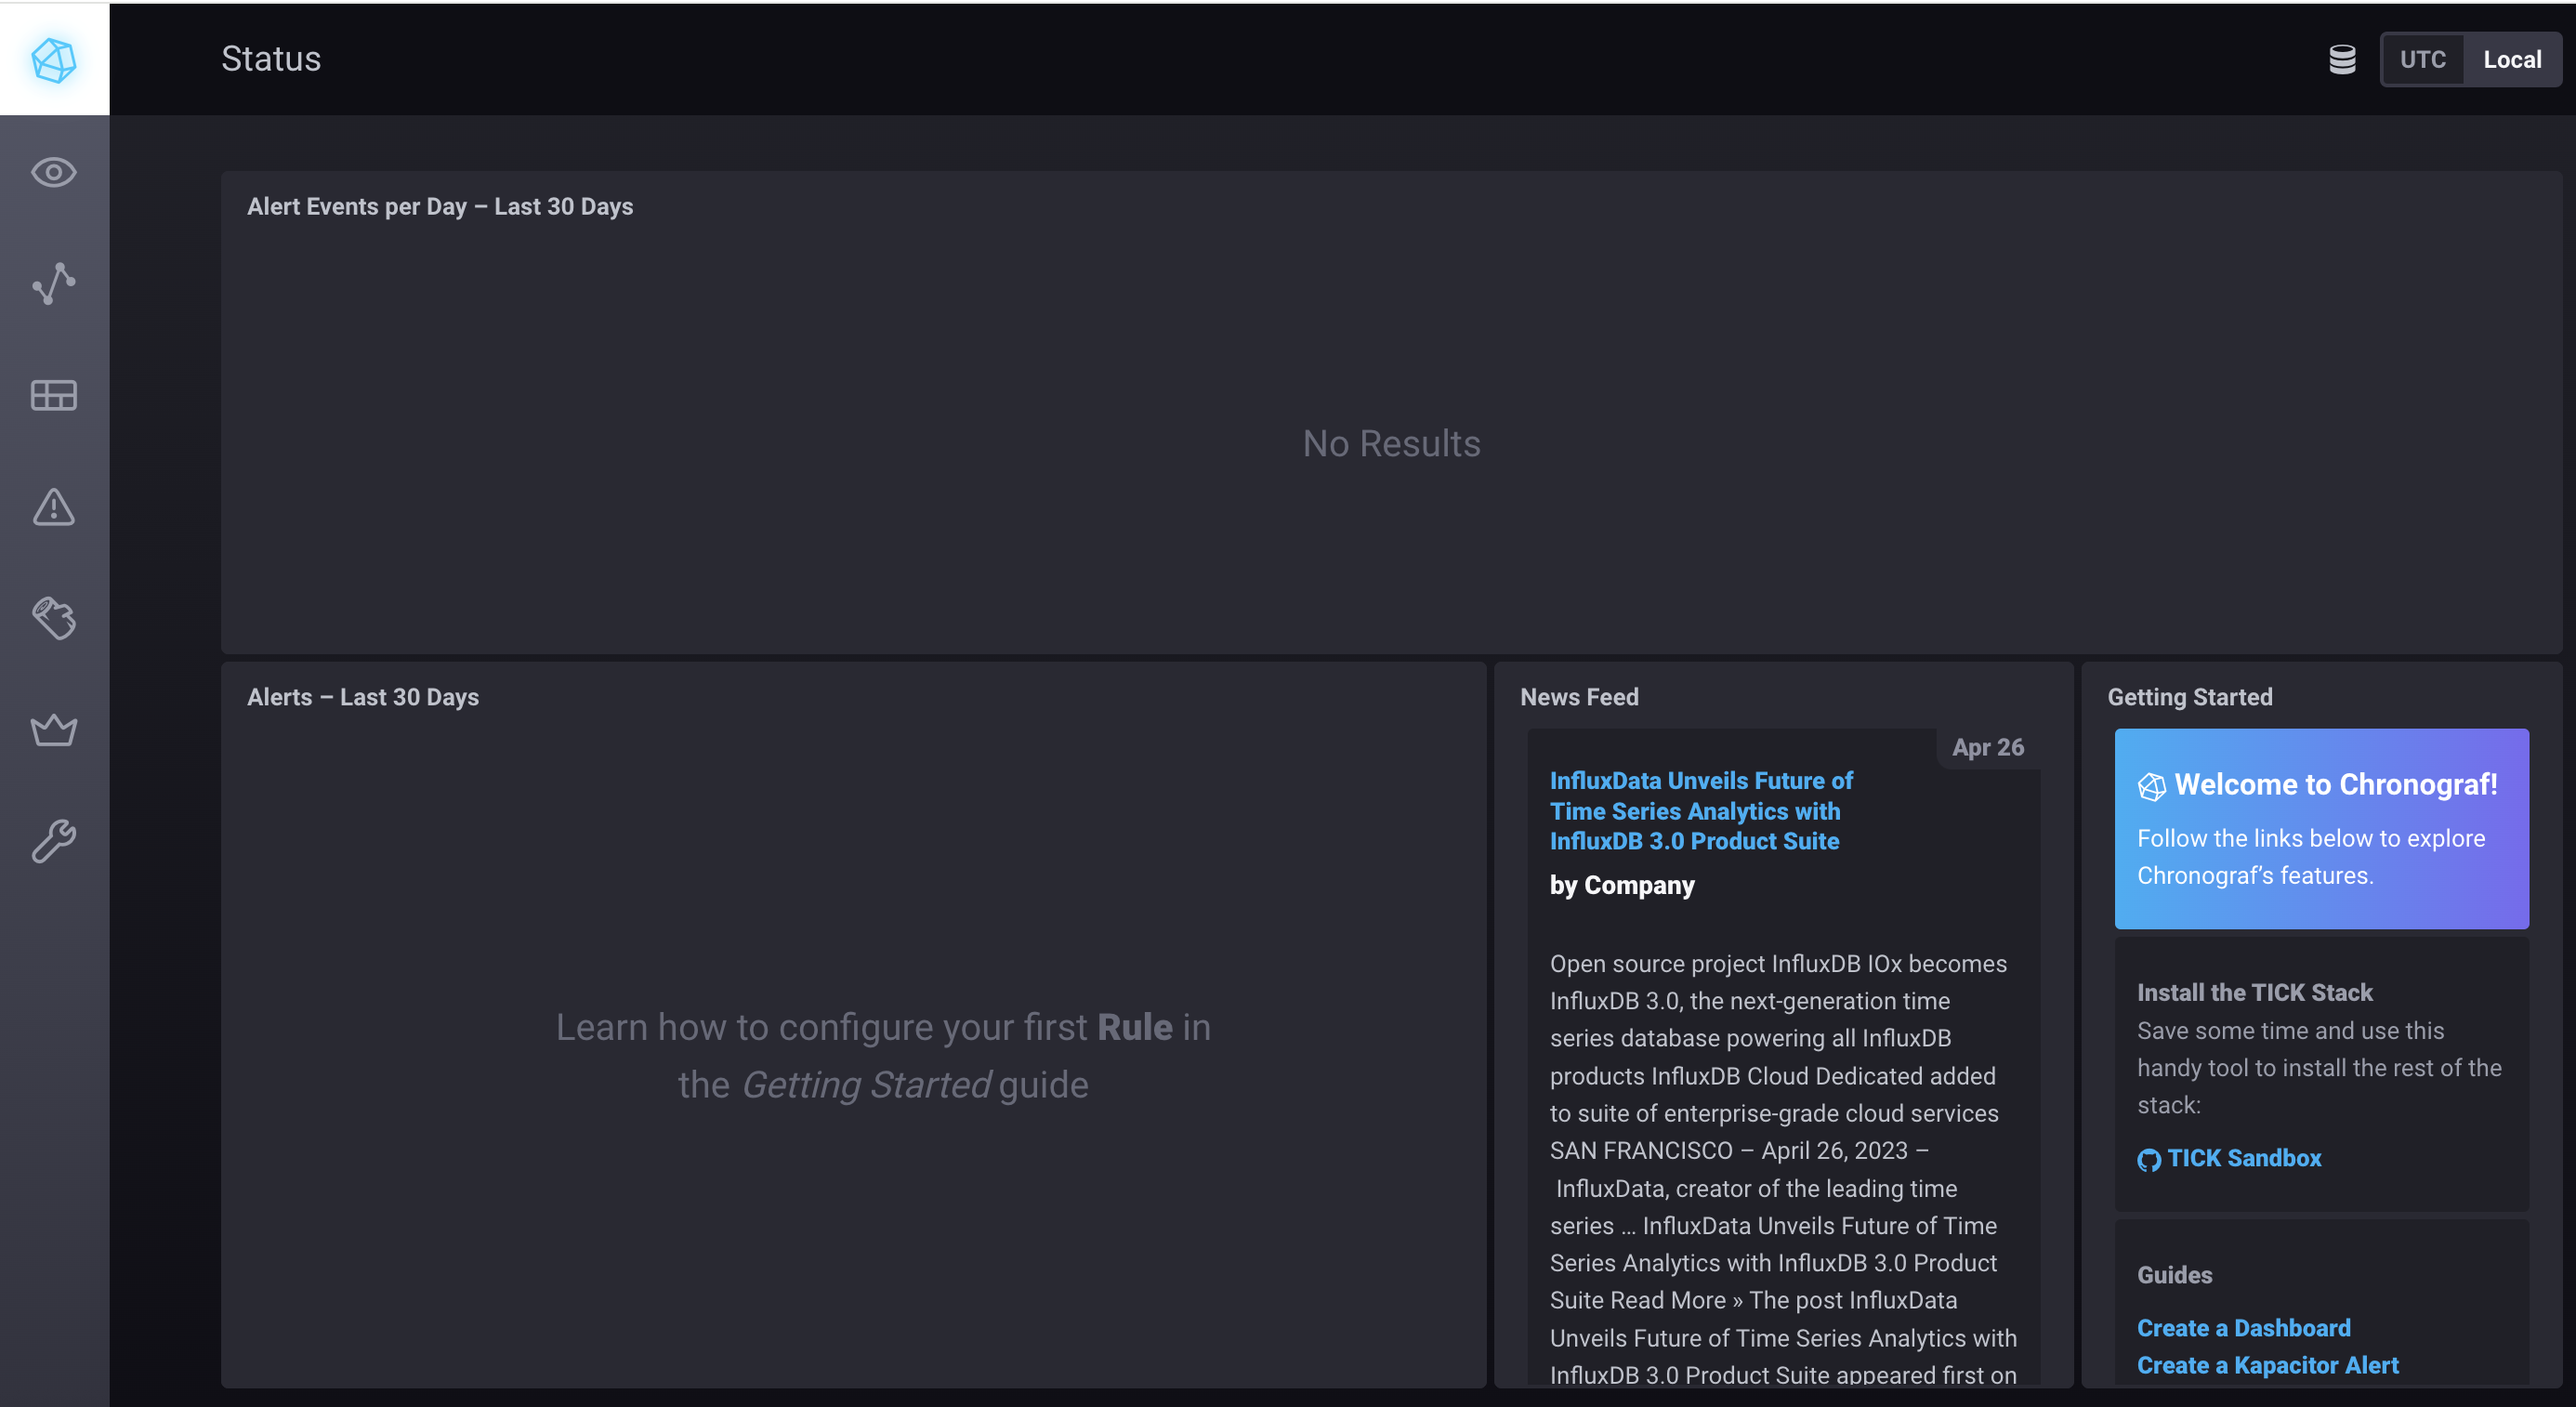 Status
UTC
Local
Alert Events per Day – Last 30 Days
No Results
Alerts – Last 30 Days
Learn how to configure your first Rule in
the Getting Started guide
News Feed
Apr 26
InfluxData Unveils Future of
Time Series Analytics with
InfluxDB 3.0 Product Suite
by Company
Open source project InfluxDB IOx becomes
InfluxDB 3.0, the next-generation time
series database powering all InfluxDB
products InfluxDB Cloud Dedicated added
to suite of enterprise-grade cloud services
SAN FRANCISCO – April 26, 2023 –
InfluxData, creator of the leading time
series ... InfluxData Unveils Future of Time
Series Analytics with InfluxDB 3.0 Product
Suite Read More » The post InfluxData
Unveils Future of Time Series Analytics with
InfluxDB 3.0 Product Suite appeared first on
Getting Started
Welcome to Chronograf!
Follow the links below to explore
Chronograf’s features.
Install the TICK Stack
Save some time and use this
handy tool to install the rest of the
stack:
TICK Sandbox
Guides
Create a Dashboard
Create a Kapacitor Alert